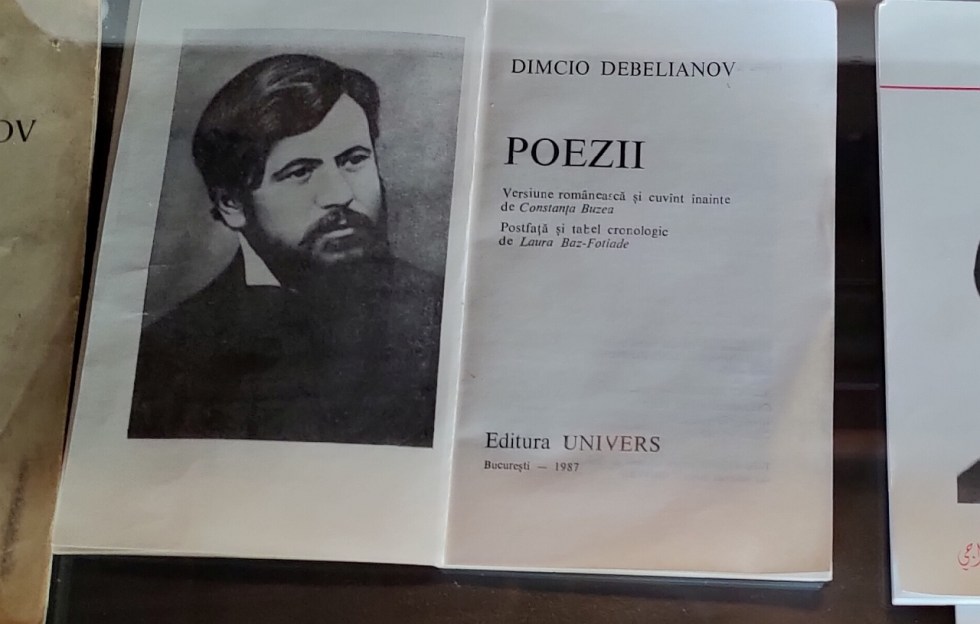 OV
DIMCIO DEBELIANOV
POEZII
Versiune românească și cuvînt înainte
de Constanța Buzea
Postfață și tabel cronologic
de Laura Baz-Fotiade
Editura UNIVERS
București — 1987